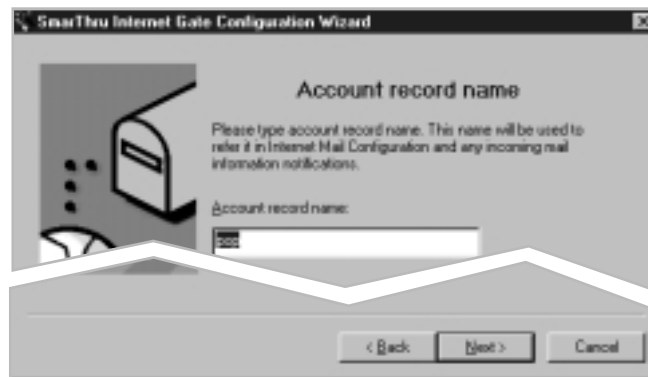 SmarThru Internet Gate Configuration Wizard
Account record name
Please type account record name. This name will be used to
refer it in Internet Mail Configuration and any incoming mail
information notifications.
Account record name:
< Back
Next >
Cancel